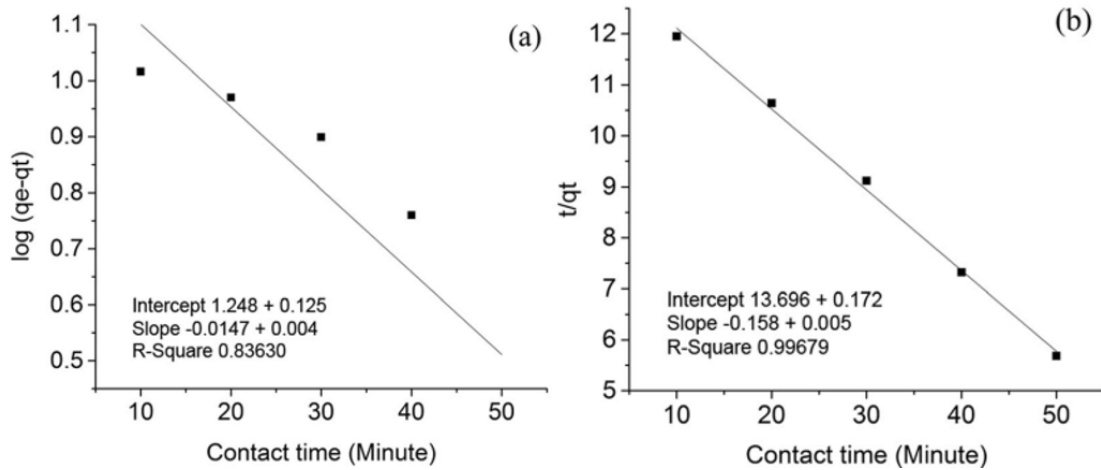 (a)
1.1
1.0
0.9
0.8
0.7
0.6
0.5
log (qe-qt)
Intercept 1.248 + 0.125
Slope -0.0147 + 0.004
R-Square 0.83630
10 20 30 40 50
Contact time (Minute)
(b)
12
11
10
9
8
7
6
5
t/qt
Intercept 13.696 + 0.172
Slope -0.158 + 0.005
R-Square 0.99679
10 20 30 40 50
Contact time (Minute)